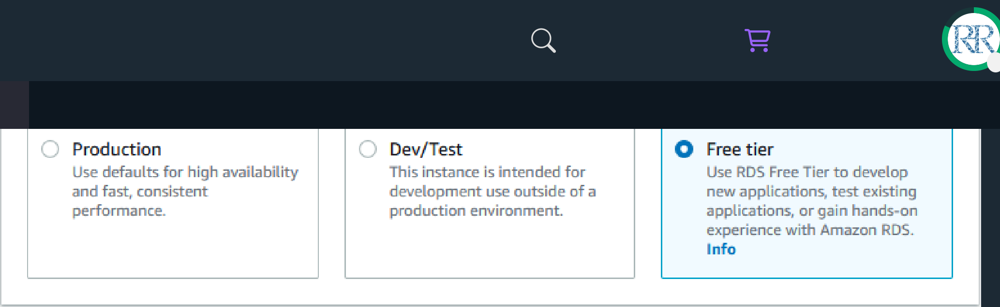 RR
Production
Use defaults for high availability
and fast, consistent
performance.
Dev/Test
This instance is intended for
development use outside of a
production environment.
Free tier
Use RDS Free Tier to develop
new applications, test existing
applications, or gain hands-on
experience with Amazon RDS.
Info